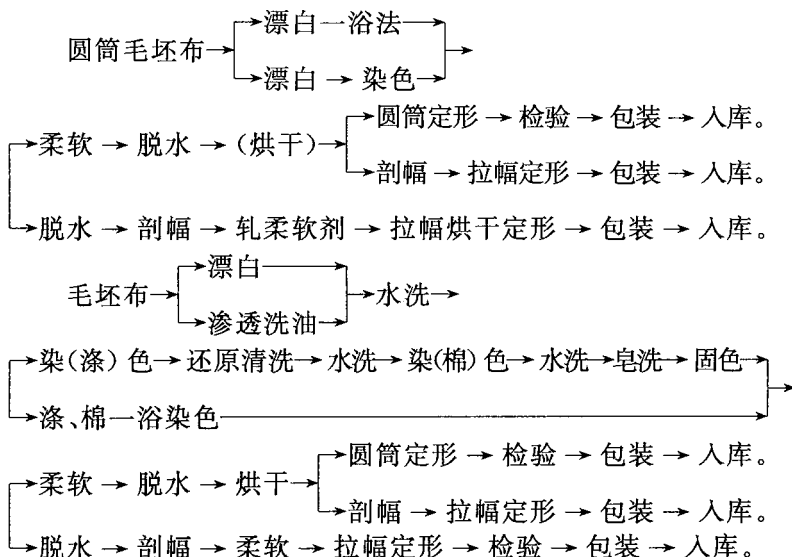 漂白一浴法
圆筒毛坯布
漂白→染色
圆筒定形→检验→包装→入库。
柔软→脱水→(烘干)
剖幅→拉幅定形→包装→入库。
脱水→剖幅→轧柔软剂→拉幅烘干定形→包装→入库。
漂白
毛坯布→水洗→
渗透洗油
染(涤)色→还原清洗→水洗→染(棉)色→水洗→皂洗→固色
涤、棉一浴染色
圆筒定形→检验→包装→入库。
柔软→脱水→烘干
剖幅→拉幅定形→包装→入库。
脱水→剖幅→柔软→拉幅定形→检验→包装→入库。